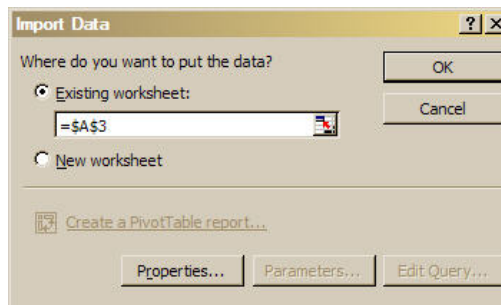 Import Data
Where do you want to put the data?
Existing worksheet:
=$A$3
New worksheet
OK
Cancel
Create a PivotTable report...
Properties...
Parameters...
Edit Query...